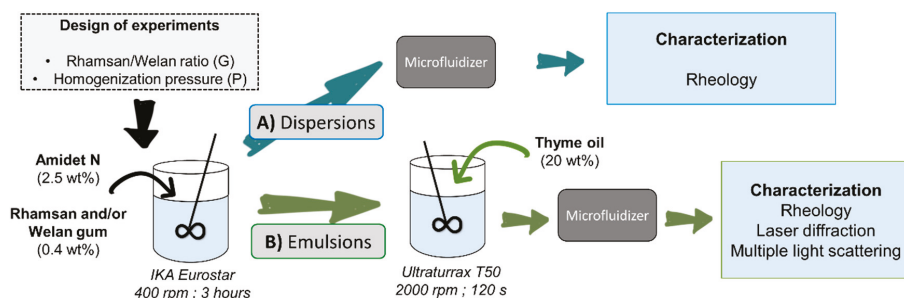 Design of experiments
• Rhamsan/Welan ratio (G)
• Homogenization pressure (P)
Microfluidizer
Characterization
Rheology
A) Dispersions
Amidet N
(2.5 wt%)
Rhamsan and/or
Welan gum
(0.4 wt%)
IKA Eurostar
400 rpm ; 3 hours
B) Emulsions
Thyme oil
(20 wt%)
Ultraturrax T50
2000 rpm ; 120 s
Microfluidizer
Characterization
Rheology
Laser diffraction
Multiple light scattering